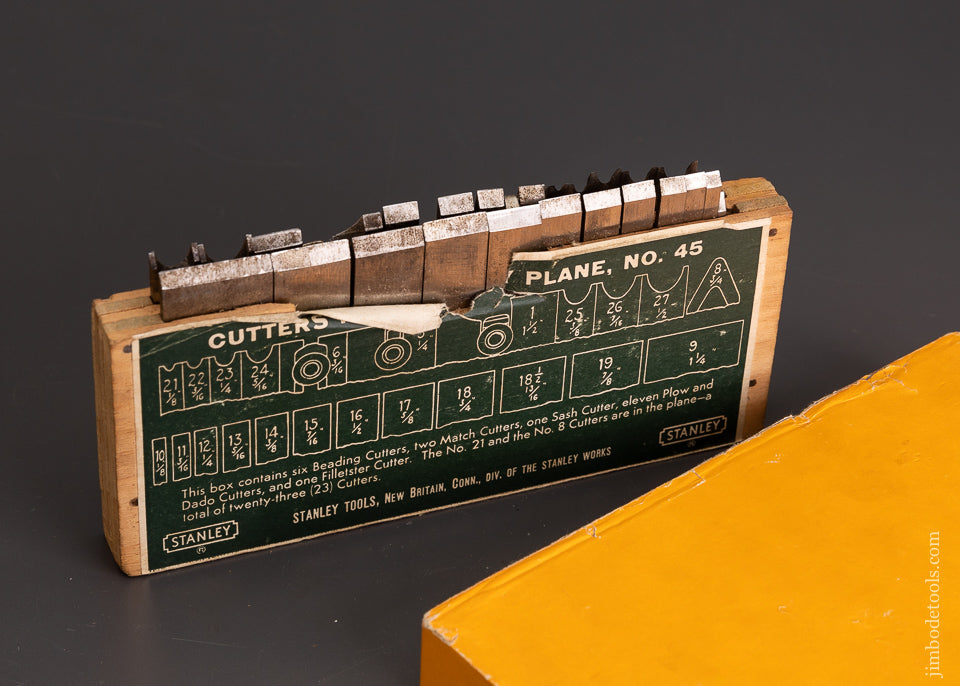 CUTTERS
PLANE, NO. 45
21 1/8 22 3/16 23 1/4 24 5/16 6 3/16 1/4 1 1/2 25 3/8 26 7/16 27 1/2 8 3/4
10 1/8 11 3/16 12 1/4 13 5/16 14 3/8 15 7/16 16 1/2 17 5/8 18 3/4 18 1/2 13/16 19 7/8 9 1 1/4
This box contains six Beading Cutters, two Match Cutters, one Sash Cutter, eleven Plow and
Dado Cutters, and one Filletster Cutter. The No. 21 and the No. 8 Cutters are in the plane—a
total of twenty-three (23) Cutters.
STANLEY TOOLS, NEW BRITAIN, CONN., DIV. OF THE STANLEY WORKS
STANLEY
STANLEY
jimbodetools.com